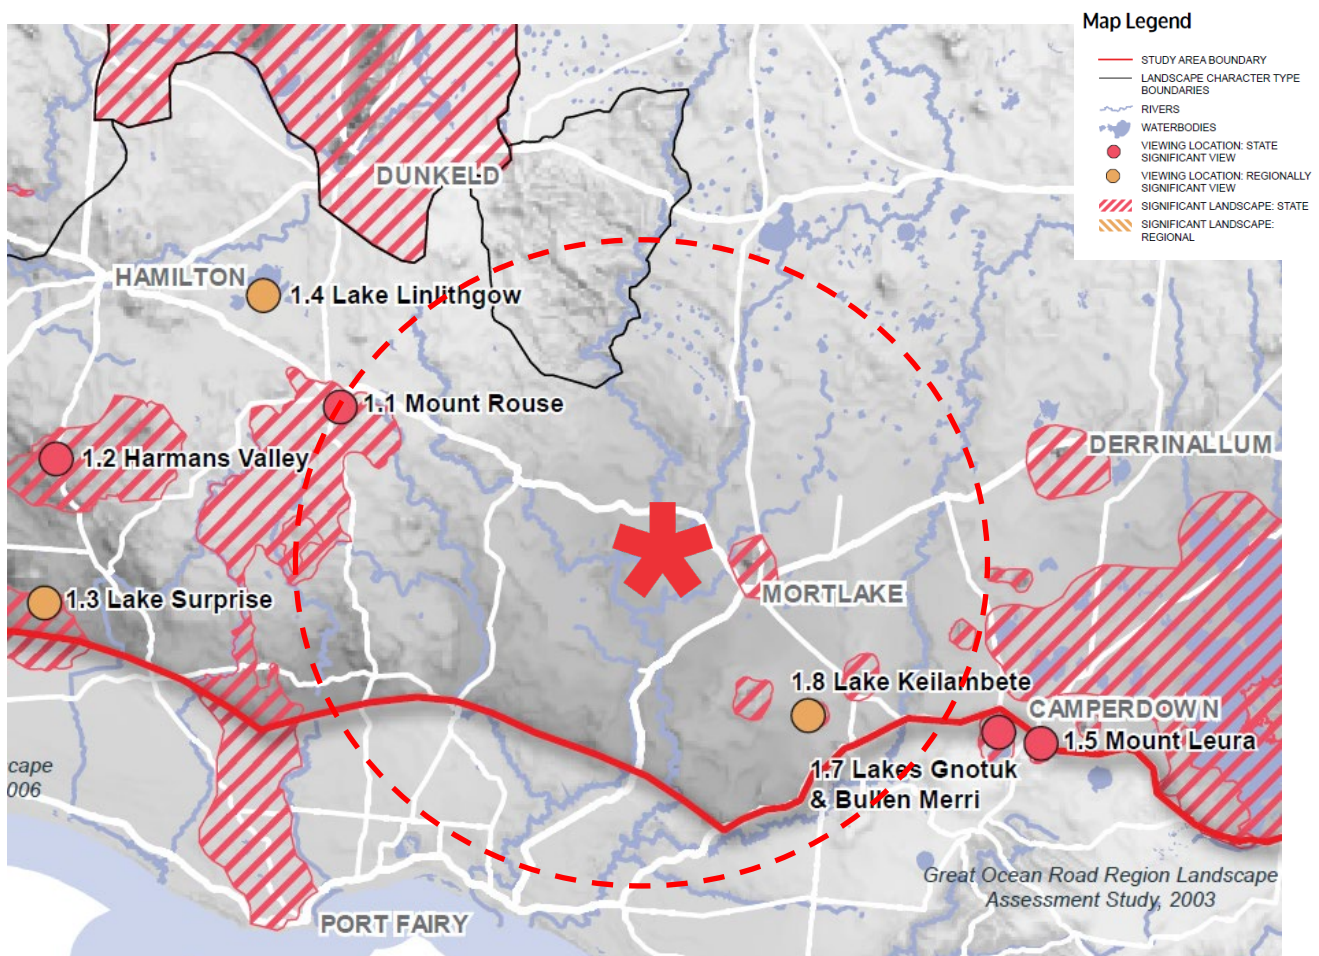 Map Legend
STUDY AREA BOUNDARY
LANDSCAPE CHARACTER TYPE
BOUNDARIES
RIVERS
WATERBODIES
VIEWING LOCATION: STATE
SIGNIFICANT VIEW
VIEWING LOCATION: REGIONALLY
SIGNIFICANT VIEW
SIGNIFICANT LANDSCAPE: STATE
SIGNIFICANT LANDSCAPE:
REGIONAL
DUNKELD
HAMILTON
1.4 Lake Linlithgow
1.1 Mount Rouse
1.2 Harmans Valley
DERRINALLUM
1.3 Lake Surprise
MORTLAKE
1.8 Lake Keilambete
CAMPERDOWN
1.5 Mount Leura
1.7 Lakes Gnotuk
& Bullen Merri
cape
006
Great Ocean Road Region Landscape
Assessment Study, 2003
PORT FAIRY